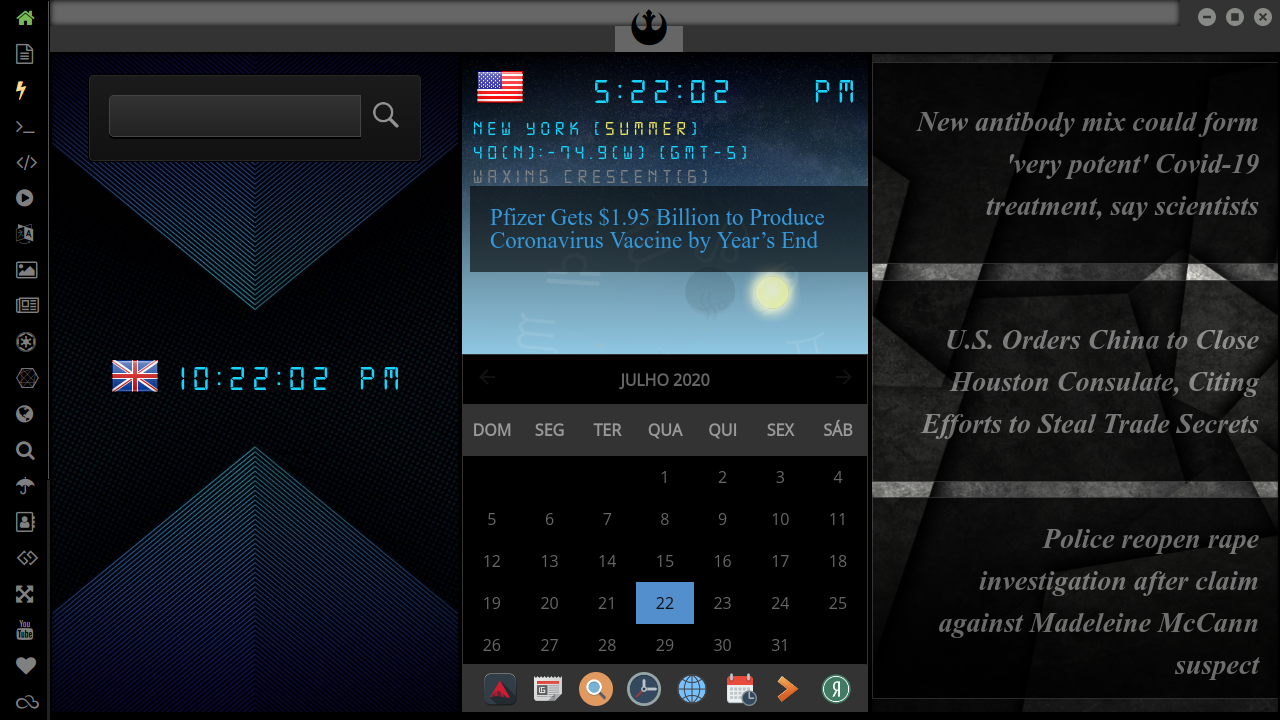 5:22:02 PM
NEW YORK (SUMMER)
40(N):-74.9(W) (GMT-5)
WAXING CRESCENT(6)
Pfizer Gets $1.95 Billion to Produce
Coronavirus Vaccine by Year’s End
10:22:02 PM
JULHO 2020
DOM SEG TER QUA QUI SEX SÁB
1 2 3 4
5 6 7 8 9 10 11
12 13 14 15 16 17 18
19 20 21 22 23 24 25
26 27 28 29 30 31
New antibody mix could form
'very potent' Covid-19
treatment, say scientists
U.S. Orders China to Close
Houston Consulate, Citing
Efforts to Steal Trade Secrets
Police reopen rape
investigation after claim
against Madeleine McCann
suspect
You
Tube
Я